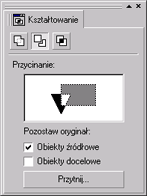 Kształtowanie
Przycinanie:
Pozostaw oryginał:
Obiekty źródłowe
Obiekty docelowe
Przytnij...